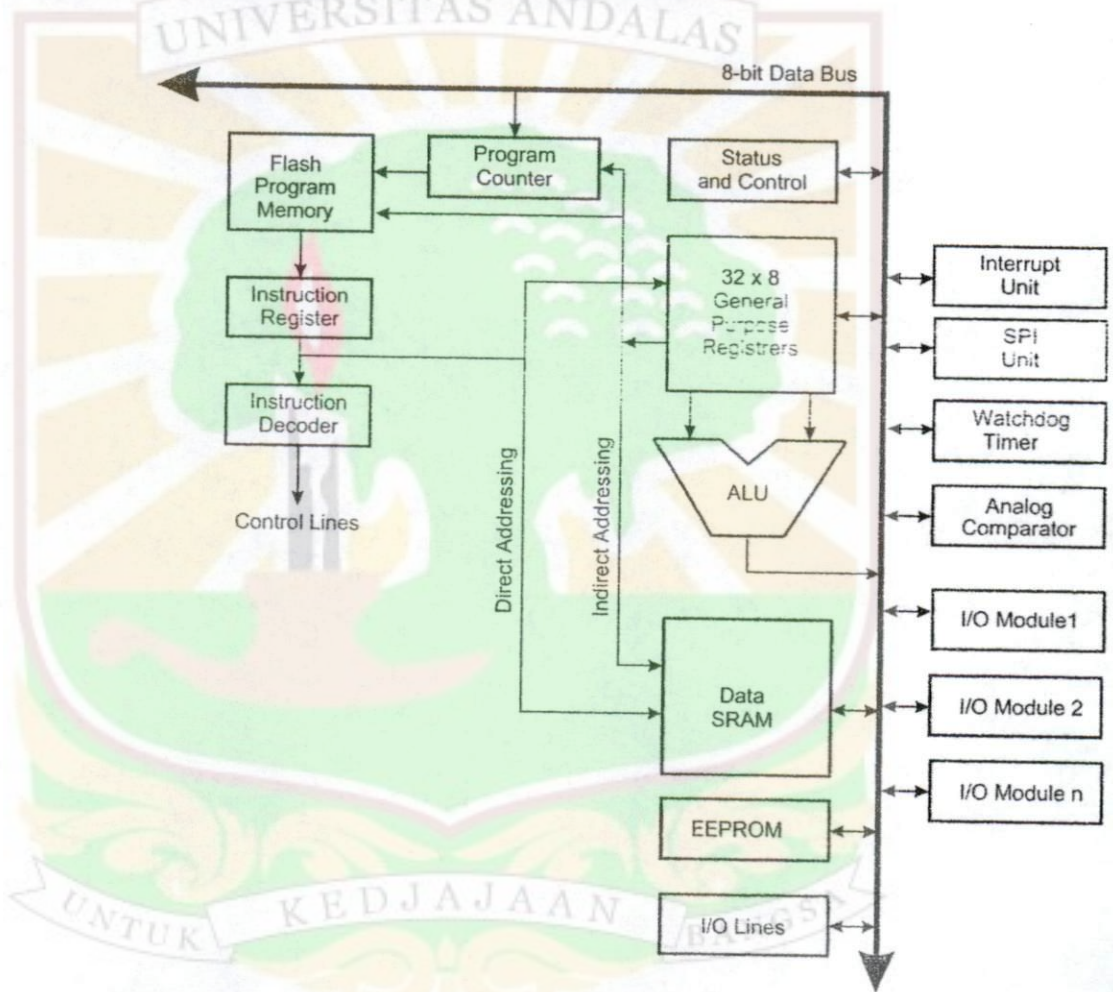 UNIVERSITAS ANDALAS
8-bit Data Bus
Flash
Program
Memory
Program
Counter
Status
and Control
Instruction
Register
32 x 8
General
Purpose
Registrers
Interrupt
Unit
SPI
Unit
Instruction
Decoder
Watchdog
Timer
ALU
Control Lines
Direct Addressing
Indirect Addressing
Analog
Comparator
I/O Module1
Data
SRAM
I/O Module 2
I/O Module n
EEPROM
I/O Lines
UNTUK KEDJAJAAN BANGSA